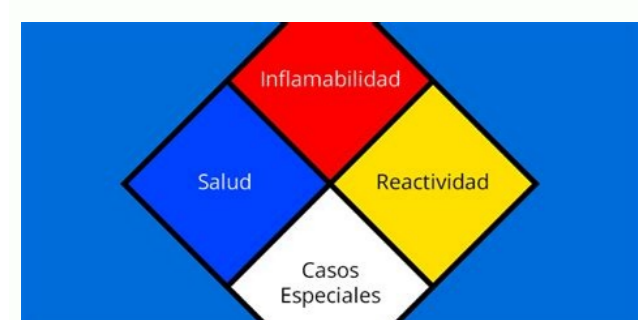 Inflamabilidad
Salud
Reactividad
Casos
Especiales